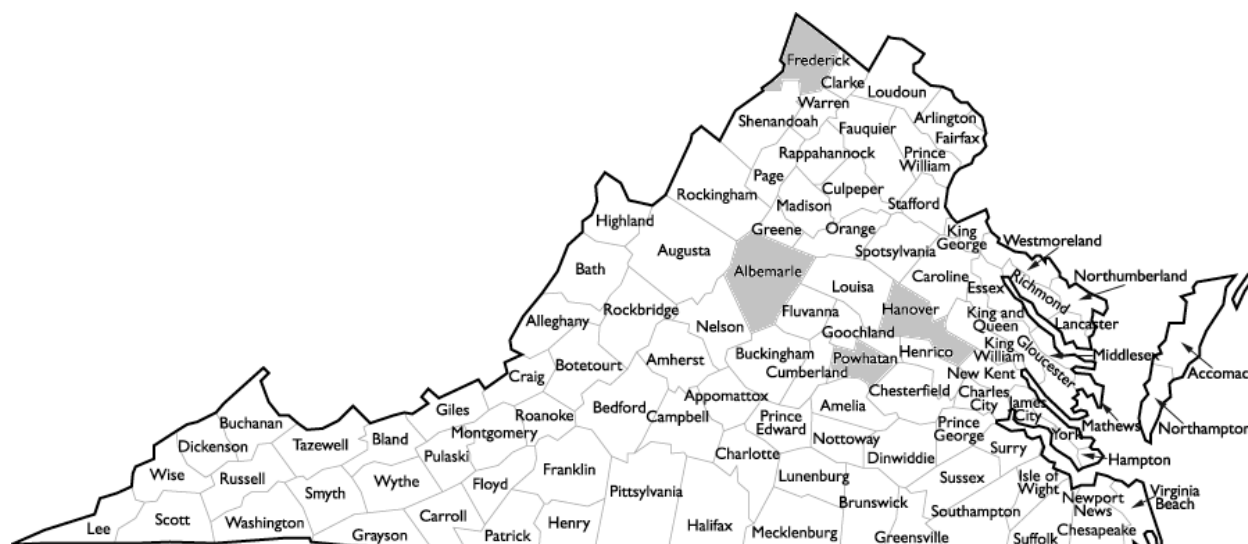 Frederick
Clarke
Loudoun
Warren
Shenandoah
Arlington
Fauquier
Fairfax
Rappahannock
Prince
William
Page
Rockingham
Culpeper
Madison
Stafford
Highland
Greene
Orange
King
George
Westmoreland
Augusta
Spotsylvania
Bath
Albemarle
Caroline
Northumberland
Louisa
Essex
Richmond
Rockbridge
Fluvanna
Hanover
King and
Queen
Lancaster
Alleghany
Nelson
Goochland
Henrico
King
William
Gloucester
Middlesex
Botetourt
Amherst
Buckingham
Powhatan
Cumberland
New Kent
Accomac
Craig
Appomattox
Chesterfield
Charles
City
James
City
Giles
Roanoke
Bedford
Campbell
Amelia
Mathews
Northampton
Buchanan
Prince
Edward
Prince
George
York
Dickenson
Tazewell
Bland
Montgomery
Nottoway
Surry
Hampton
Pulaski
Charlotte
Dinwiddie
Wise
Russell
Wythe
Floyd
Franklin
Pittsylvania
Lunenburg
Sussex
Isle of
Wight
Newport
News
Virginia
Beach
Smyth
Brunswick
Southampton
Lee
Scott
Washington
Carroll
Henry
Halifax
Mecklenburg
Grayson
Patrick
Greensville
Suffolk
Chesapeake